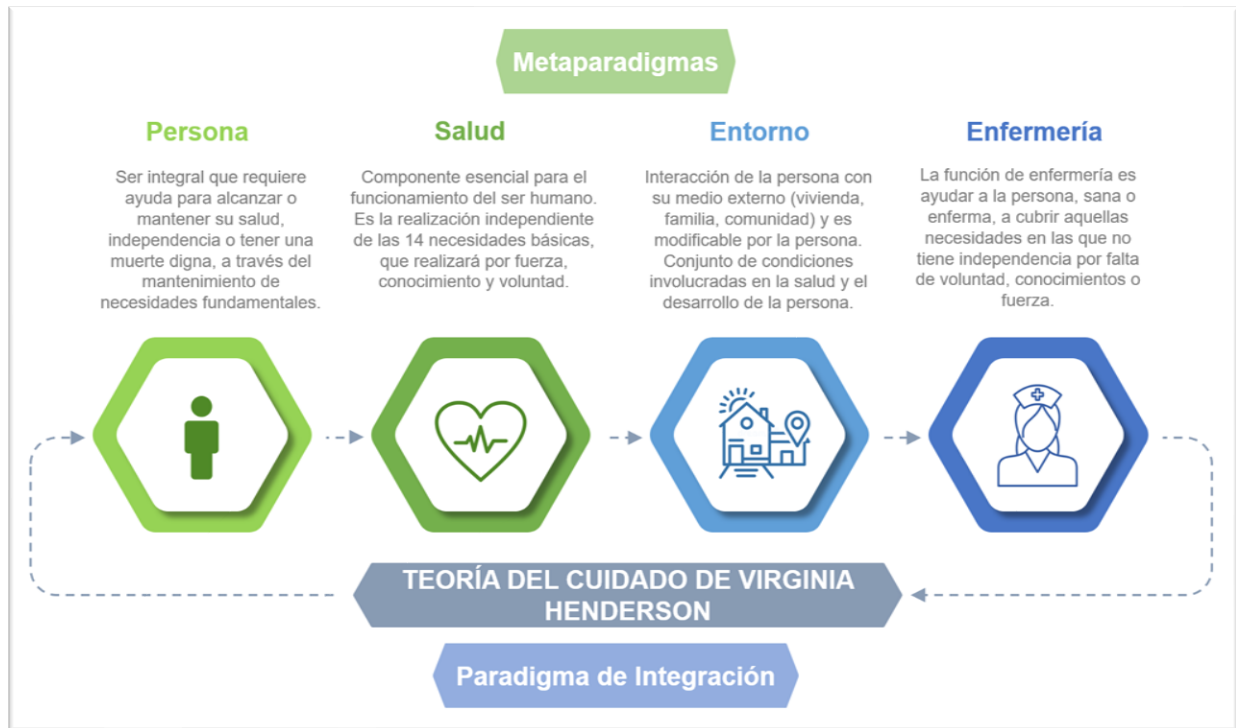 Metaparadigmas
Persona
Ser integral que requiere
ayuda para alcanzar o
mantener su salud,
independencia o tener una
muerte digna, a través del
mantenimiento de
necesidades fundamentales.
Salud
Componente esencial para el
funcionamiento del ser humano.
Es la realización independiente
de las 14 necesidades básicas,
que realizará por fuerza,
conocimiento y voluntad.
Entorno
Interacción de la persona con
su medio externo (vivienda,
familia, comunidad) y es
modificable por la persona.
Conjunto de condiciones
involucradas en la salud y el
desarrollo de la persona.
Enfermería
La función de enfermería es
ayudar a la persona, sana o
enferma, a cubrir aquellas
necesidades en las que no
tiene independencia por falta
de voluntad, conocimientos o
fuerza.
TEORÍA DEL CUIDADO DE VIRGINIA
HENDERSON
Paradigma de Integración